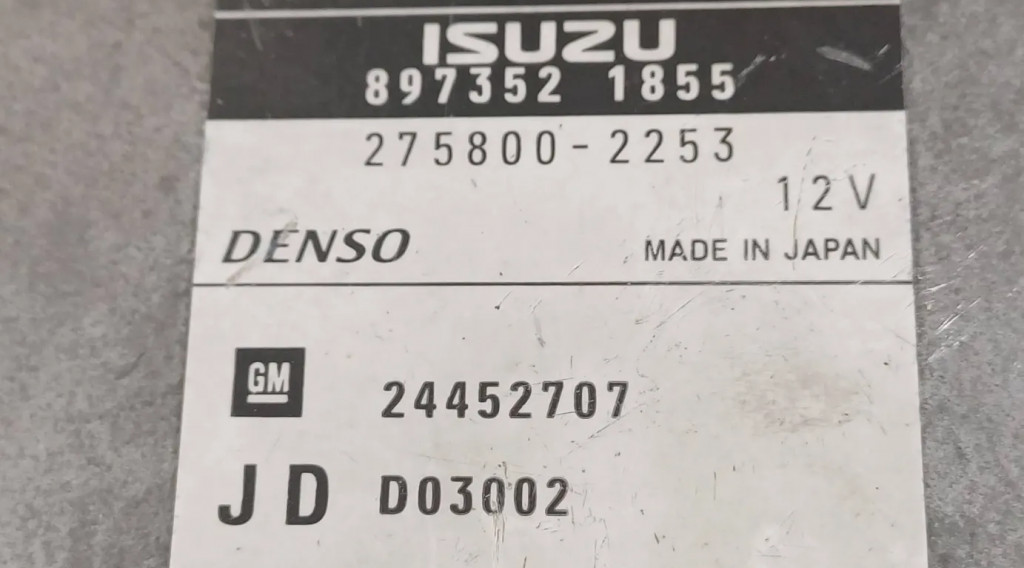 ISUZU
897352 1855
275800-2253
12V
DENSO MADE IN JAPAN
GM 24452707
JD D03002